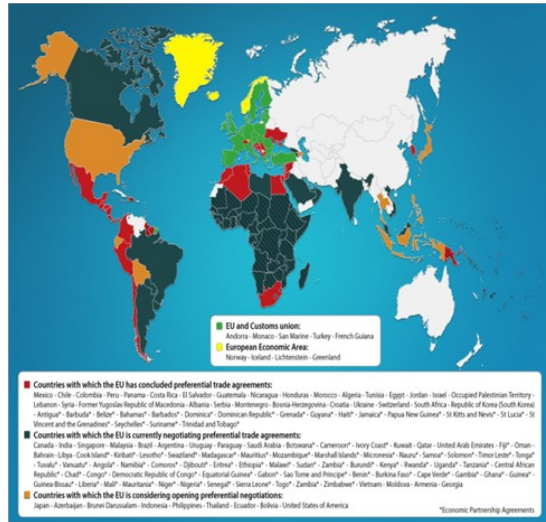 EU and Customs union:
Andorra - Monaco - San Marine - Turkey - French Guiana
European Economic Area:
Norway - Iceland - Lichtenstein - Greenland
Countries with which the EU has concluded preferential trade agreements:
Mexico - Chile - Colombia - Peru - Panama - Costa Rica - El Salvador - Guatemala - Nicaragua - Honduras - Morocco - Algeria - Tunisia - Egypt - Jordan - Israel - Occupied Palestinian Territory -
Lebanon - Syria - Former Yugoslav Republic of Macedonia - Albania - Serbia - Montenegro - Bosnia-Herzegovina - Croatia - Ukraine - Switzerland - South Africa - Republic of Korea (South Korea)
- Antigua* - Barbuda* - Belize* - Bahamas* - Barbados* - Dominica* - Dominican Republic* - Grenada* - Guyana* - Haiti* - Jamaica* - Papua New Guinea* - St Kitts and Nevis* - St Lucia* - St
Vincent and the Grenadines* - Seychelles* - Suriname* - Trinidad and Tobago*
Countries with which the EU is currently negotiating preferential trade agreements:
Canada - India - Singapore - Malaysia - Brazil - Argentina - Uruguay - Paraguay - Saudi Arabia - Botswana* - Cameroon* - Ivory Coast* - Kuwait - Qatar - United Arab Emirates - Fiji* - Oman -
Bahrain - Libya - Cook Island* - Kiribati* - Lesotho* - Swaziland* - Madagascar* - Mauritius* - Mozambique* - Marshall Islands* - Micronesia* - Nauru* - Samoa* - Solomon* - Timor Leste* - Tonga*
- Tuvalu* - Vanuatu* - Angola* - Namibia* - Comoros* - Djibouti* - Eritrea* - Ethiopia* - Malawi* - Sudan* - Zambia* - Burundi* - Kenya* - Rwanda* - Uganda* - Tanzania* - Central African
Republic* - Chad* - Congo* - Democratic Republic of Congo* - Equatorial Guinea* - Gabon* - Sao Tome and Principe* - Benin* - Burkina Faso* - Cape Verde* - Gambia* - Ghana* - Guinea* -
Guinea-Bissau* - Liberia* - Mali* - Mauritania* - Niger* - Nigeria* - Senegal* - Sierra Leone* - Togo* - Zambia* - Zimbabwe* - Vietnam - Moldova - Armenia - Georgia
Countries with which the EU is considering opening preferential negotiations:
Japan - Azerbaijan - Brunei Darussalam - Indonesia - Philippines - Thailand - Ecuador - Bolivia - United States of America
*Economic Partnership Agreements